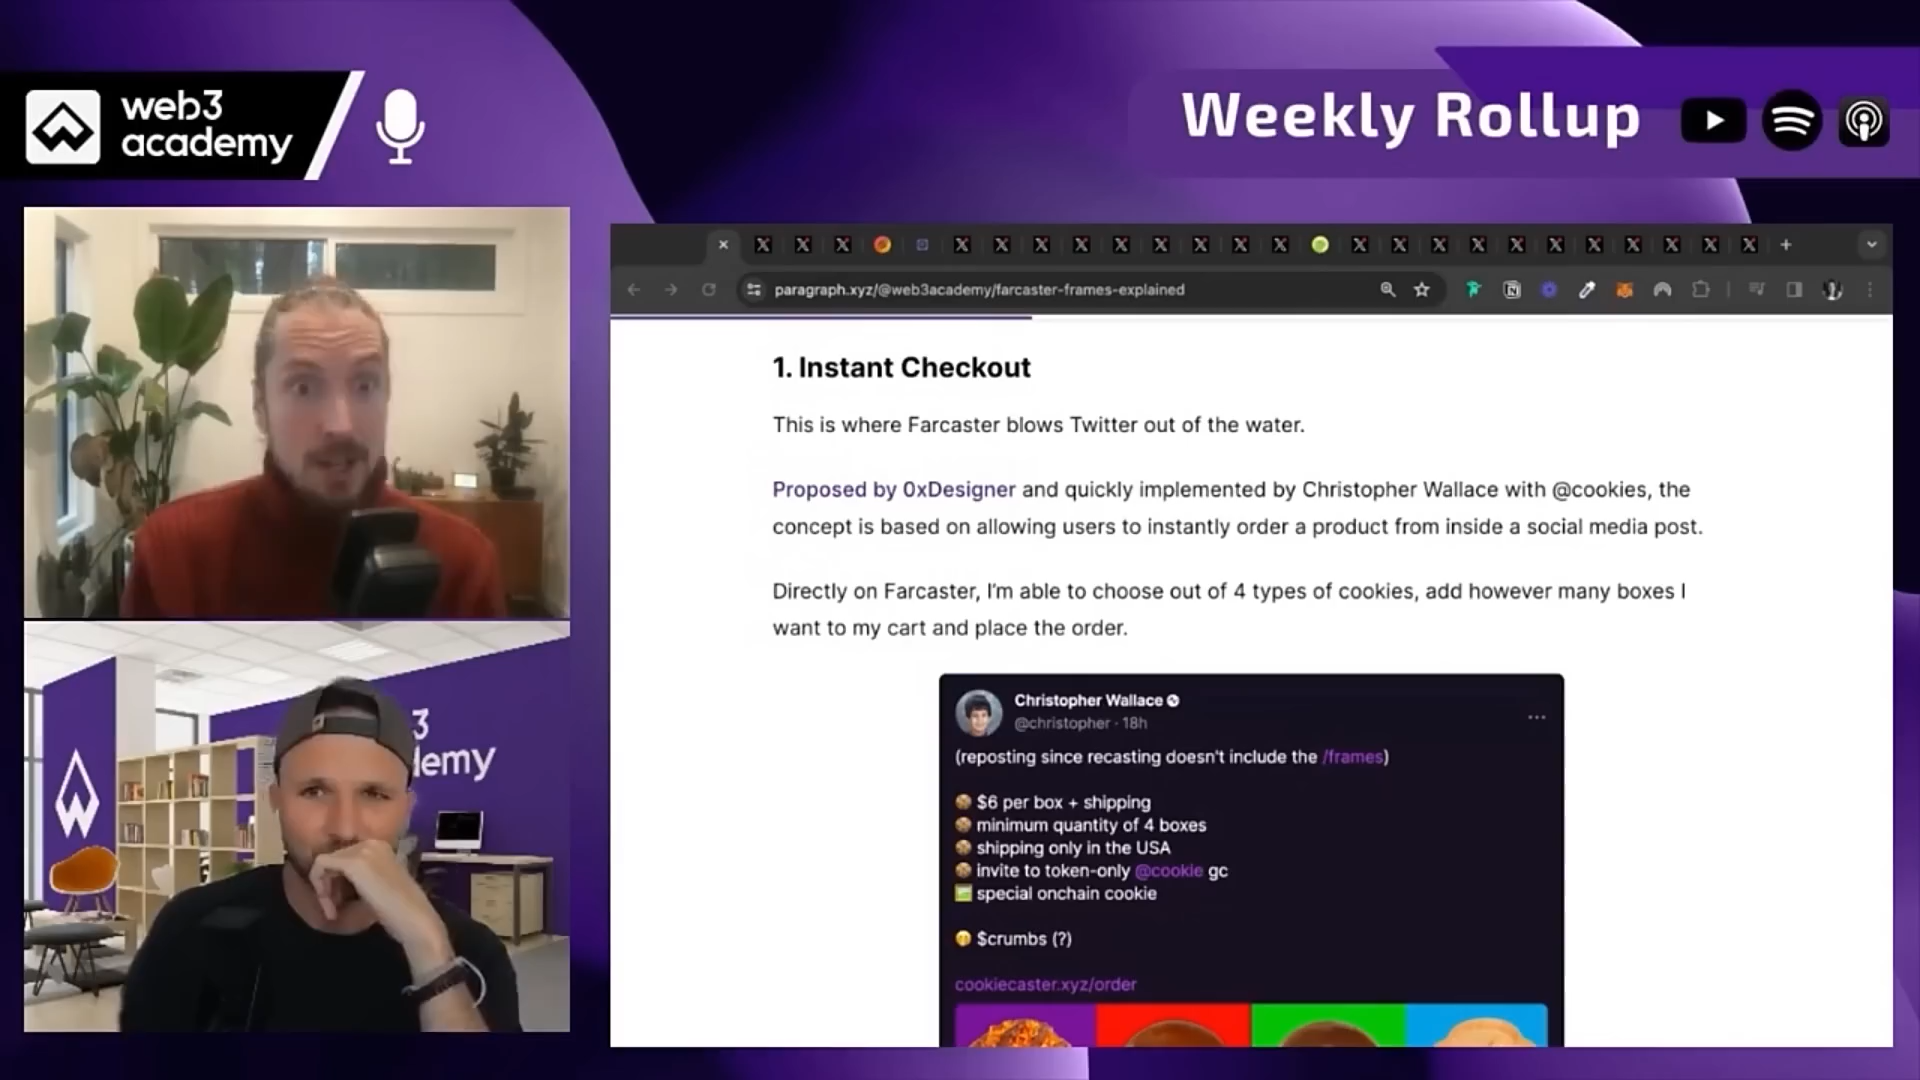 web3
academy
Weekly Rollup
paragraph.xyz/@web3academy/farcaster-frames-explained
1. Instant Checkout
This is where Farcaster blows Twitter out of the water.
Proposed by 0xDesigner and quickly implemented by Christopher Wallace with @cookies, the
concept is based on allowing users to instantly order a product from inside a social media post.
Directly on Farcaster, I'm able to choose out of 4 types of cookies, add however many boxes I
want to my cart and place the order.
Christopher Wallace
@christopher · 18h
(reposting since recasting doesn't include the /frames)
$6 per box + shipping
minimum quantity of 4 boxes
shipping only in the USA
invite to token-only @cookie gc
special onchain cookie
$crumbs (?)
cookiecaster.xyz/order
3
demy